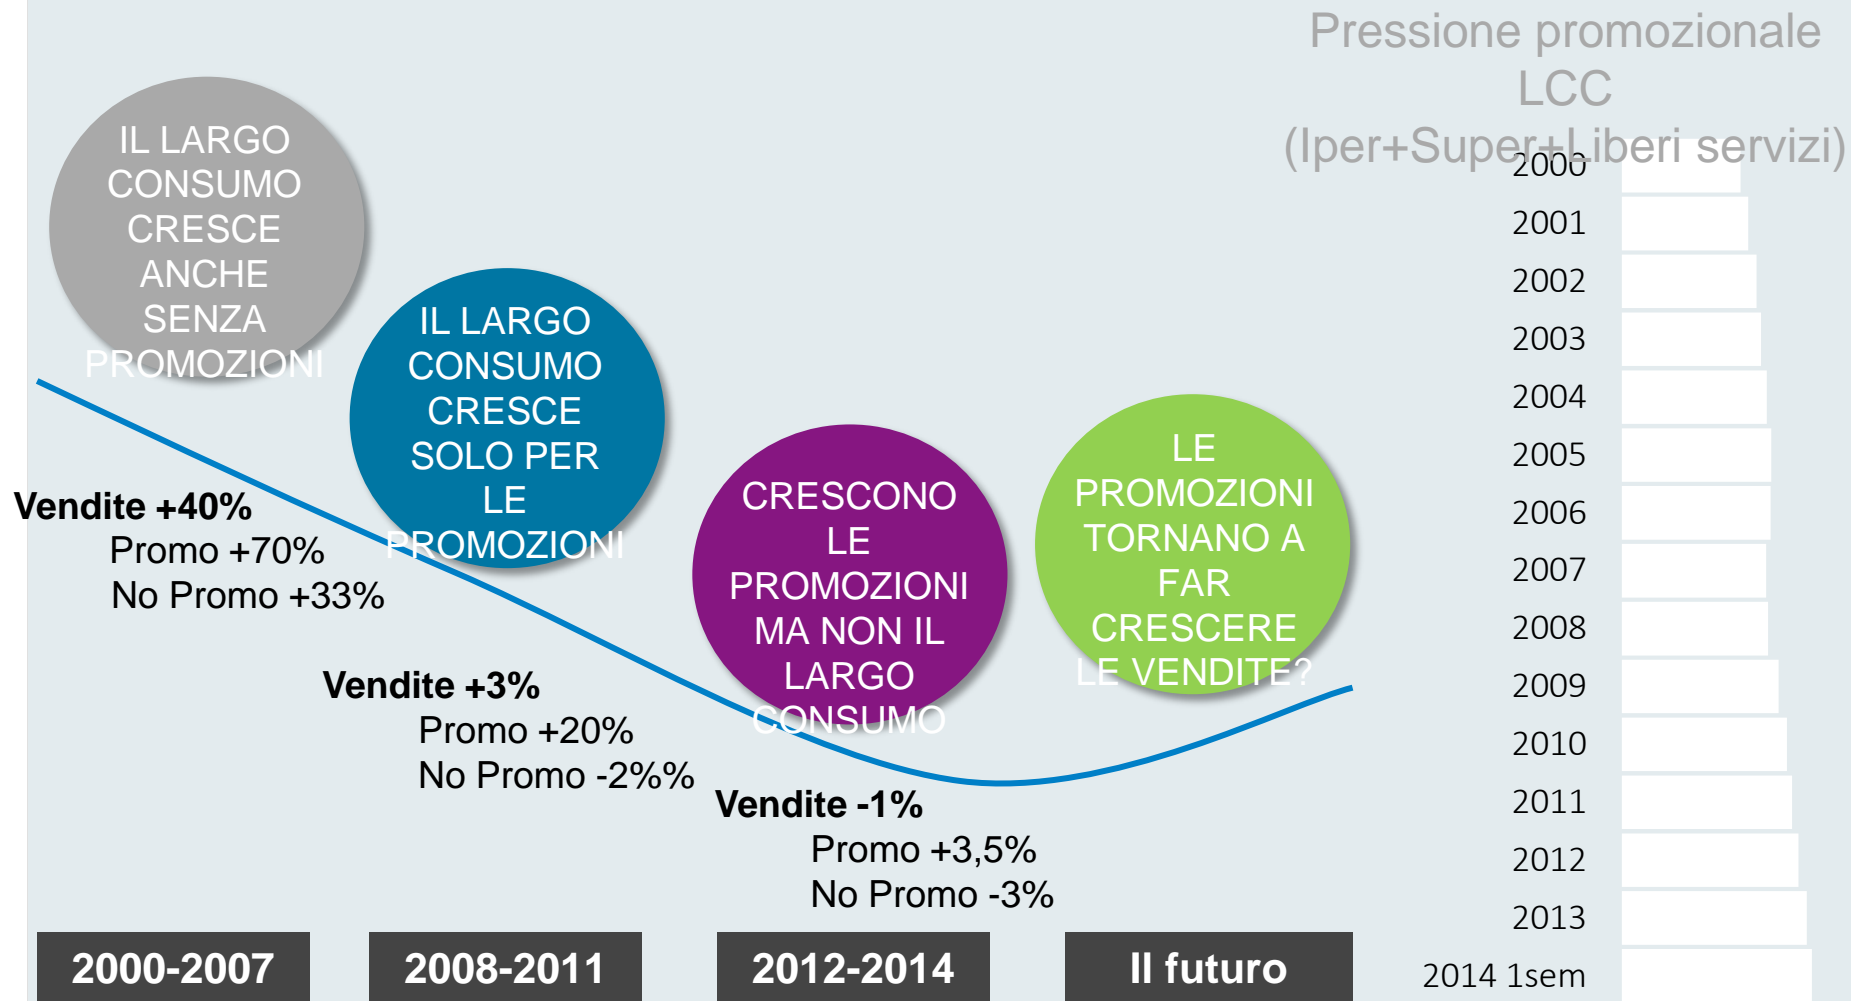 Pressione promozionale
LCC
(Iper+Super+Liberi servizi)
IL LARGO
CONSUMO
CRESCE
ANCHE
SENZA
PROMOZIONI
IL LARGO
CONSUMO
CRESCE
SOLO PER
LE
PROMOZIONI
CRESCONO
LE
PROMOZIONI
MA NON IL
LARGO
CONSUMO
LE
PROMOZIONI
TORNANO A
FAR
CRESCERE
LE VENDITE?
Vendite +40%
Promo +70%
No Promo +33%
Vendite +3%
Promo +20%
No Promo -2%%
Vendite -1%
Promo +3,5%
No Promo -3%
2000-2007
2008-2011
2012-2014
Il futuro
2000
2001
2002
2003
2004
2005
2006
2007
2008
2009
2010
2011
2012
2013
2014 1sem